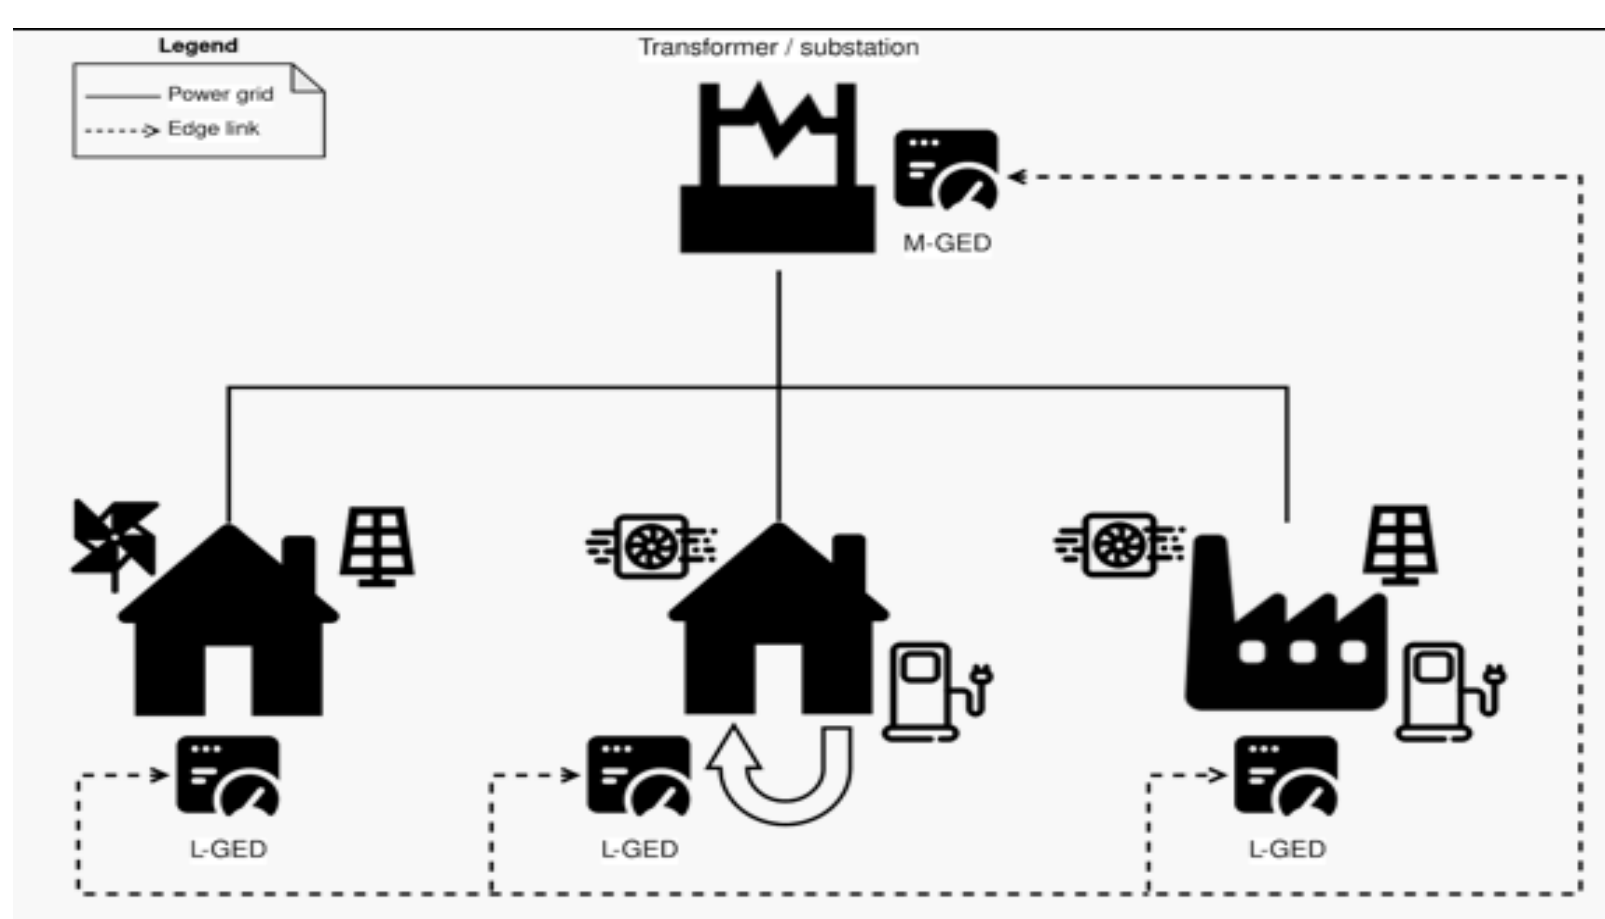 Legend
Power grid
Edge link
Transformer / substation
M-GED
L-GED
L-GED
L-GED